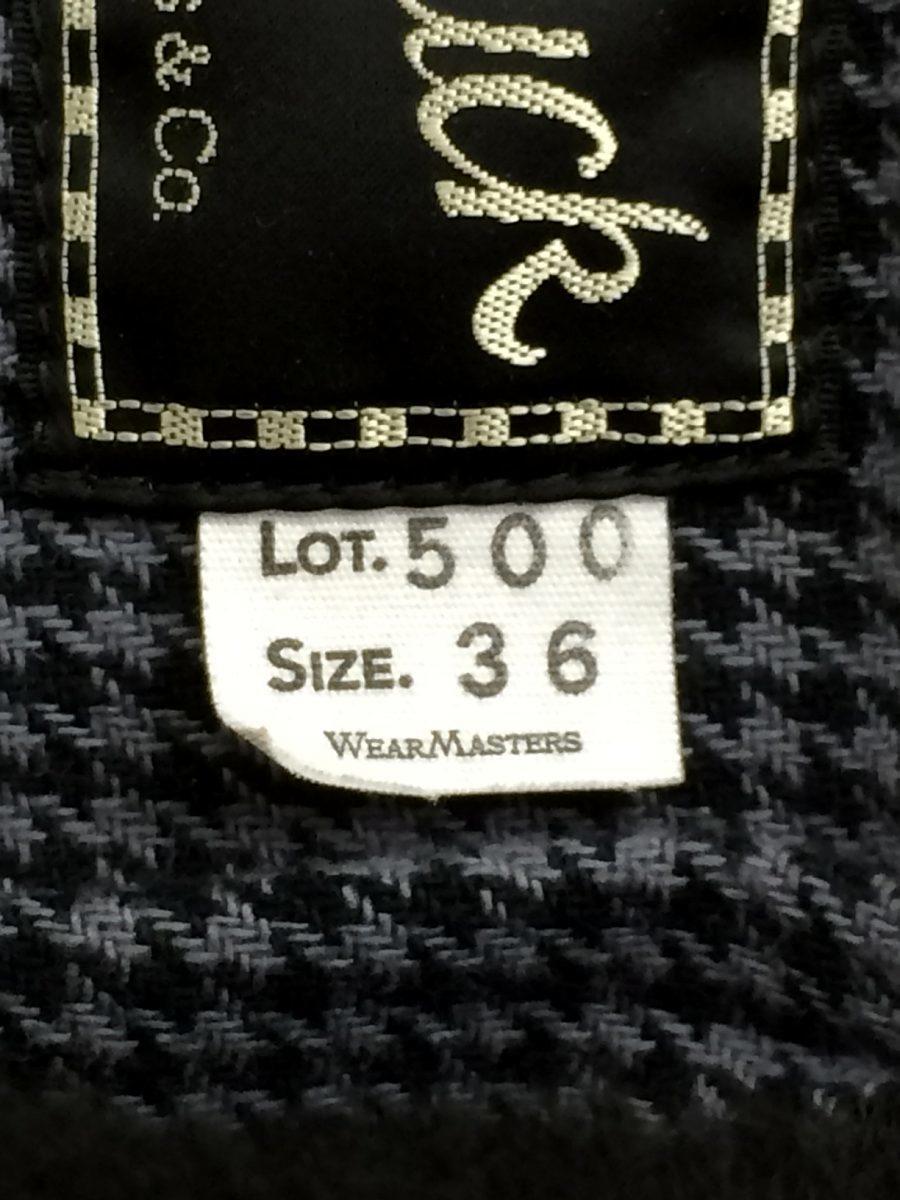 & Co.
LOT. 500
SIZE. 36
WEARMASTERS